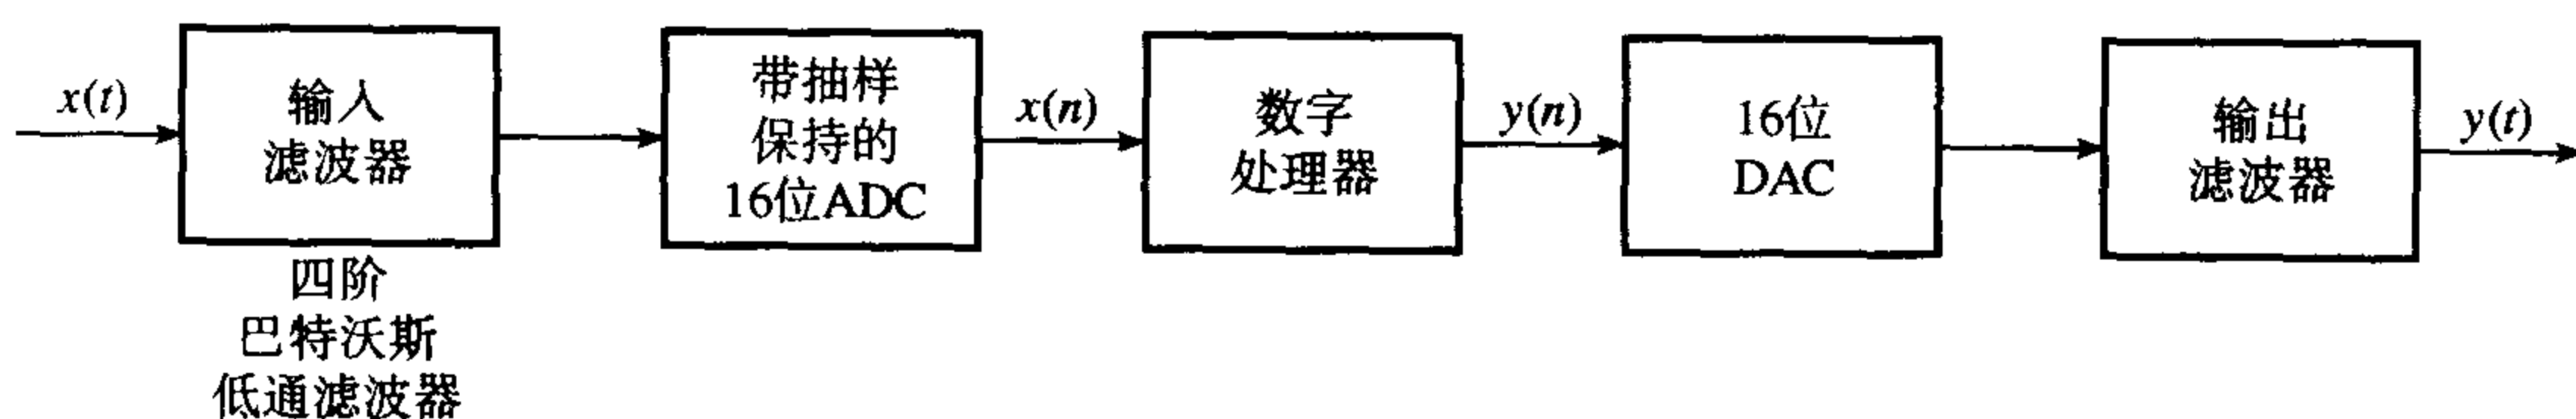 x(t)
输入
滤波器
四阶
巴特沃斯
低通滤波器
带抽样
保持的
16位ADC
x(n)
数字
处理器
y(n)
16位
DAC
输出
滤波器
y(t)